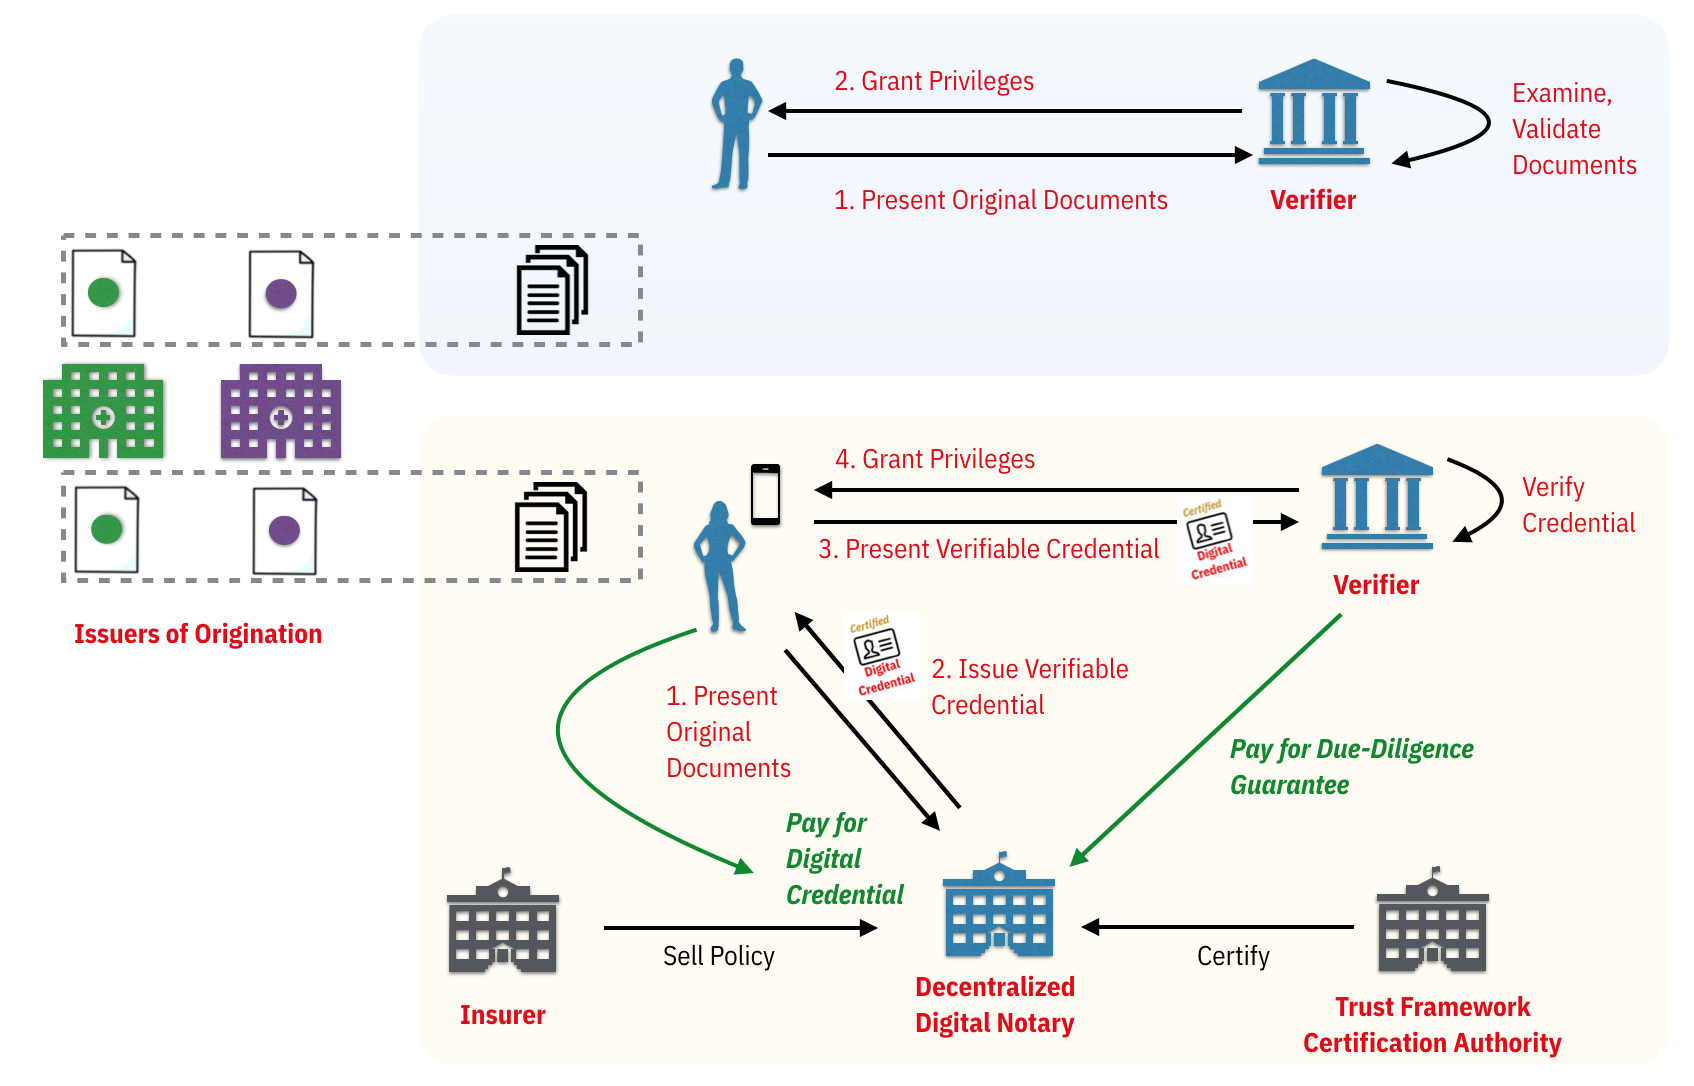 2. Grant Privileges
Examine,
Validate
Documents
1. Present Original Documents
Verifier
4. Grant Privileges
Verify
Credential
Certified
Digital
Credential
3. Present Verifiable Credential
Verifier
Issuers of Origination
Certified
Digital
Credential
2. Issue Verifiable
Credential
1. Present
Original
Documents
Pay for Due-Diligence
Guarantee
Pay for
Digital
Credential
Sell Policy
Certify
Insurer
Decentralized
Digital Notary
Trust Framework
Certification Authority